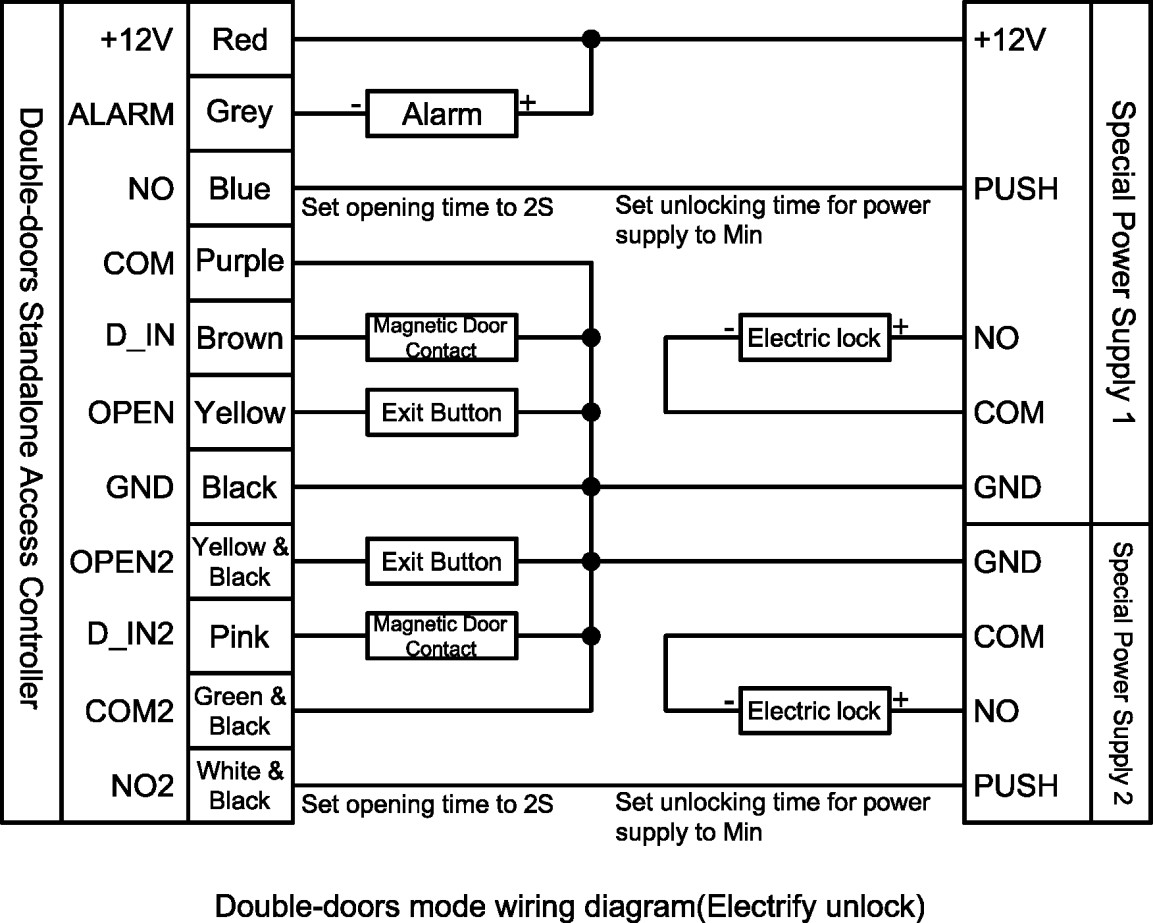 Double-doors Standalone Access Controller
+12V Red +12V
ALARM Grey - Alarm +
NO Blue PUSH
Set opening time to 2S Set unlocking time for power
supply to Min
COM Purple
D_IN Brown Magnetic Door
Contact - Electric lock + NO
OPEN Yellow Exit Button COM
GND Black GND
Special Power Supply 1
OPEN2 Yellow &
Black Exit Button GND
D_IN2 Pink Magnetic Door
Contact COM
COM2 Green &
Black - Electric lock + NO
NO2 White &
Black PUSH
Set opening time to 2S Set unlocking time for power
supply to Min
Special Power Supply 2
Double-doors mode wiring diagram(Electrify unlock)